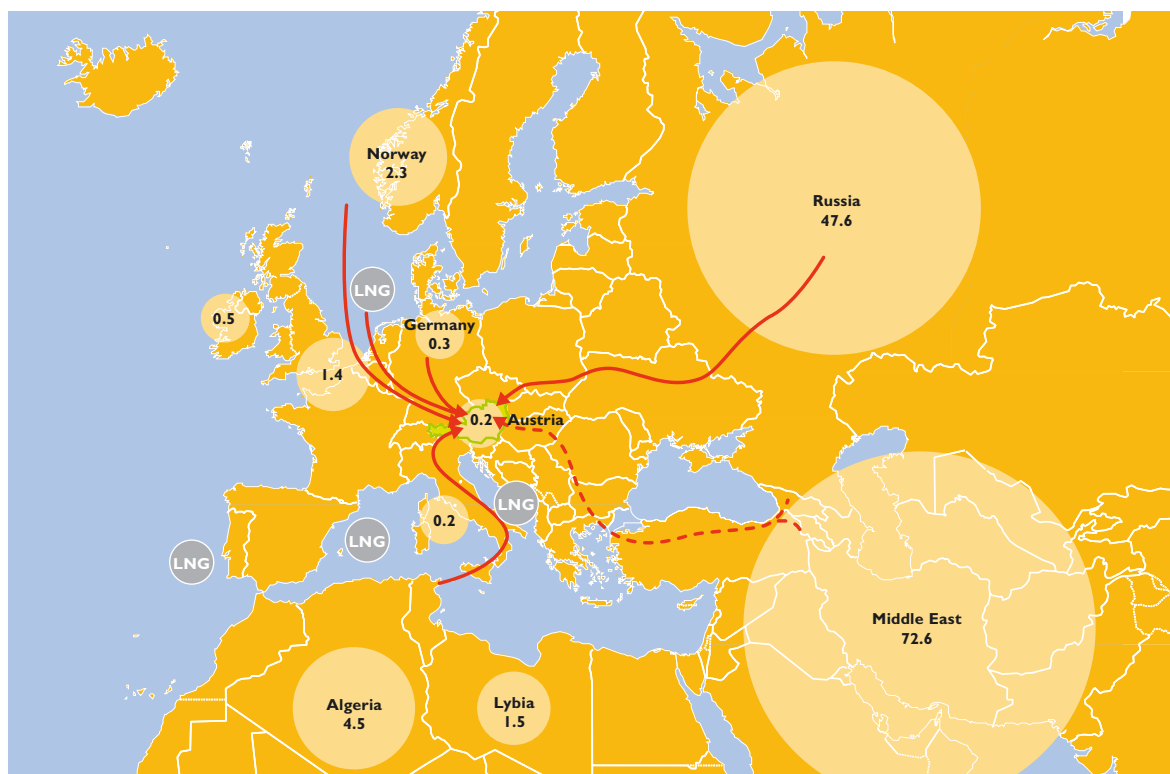 Norway
2.3
Russia
47.6
LNG
0.5
Germany
0.3
1.4
0.2
Austria
LNG
0.2
LNG
LNG
Middle East
72.6
Algeria
4.5
Lybia
1.5